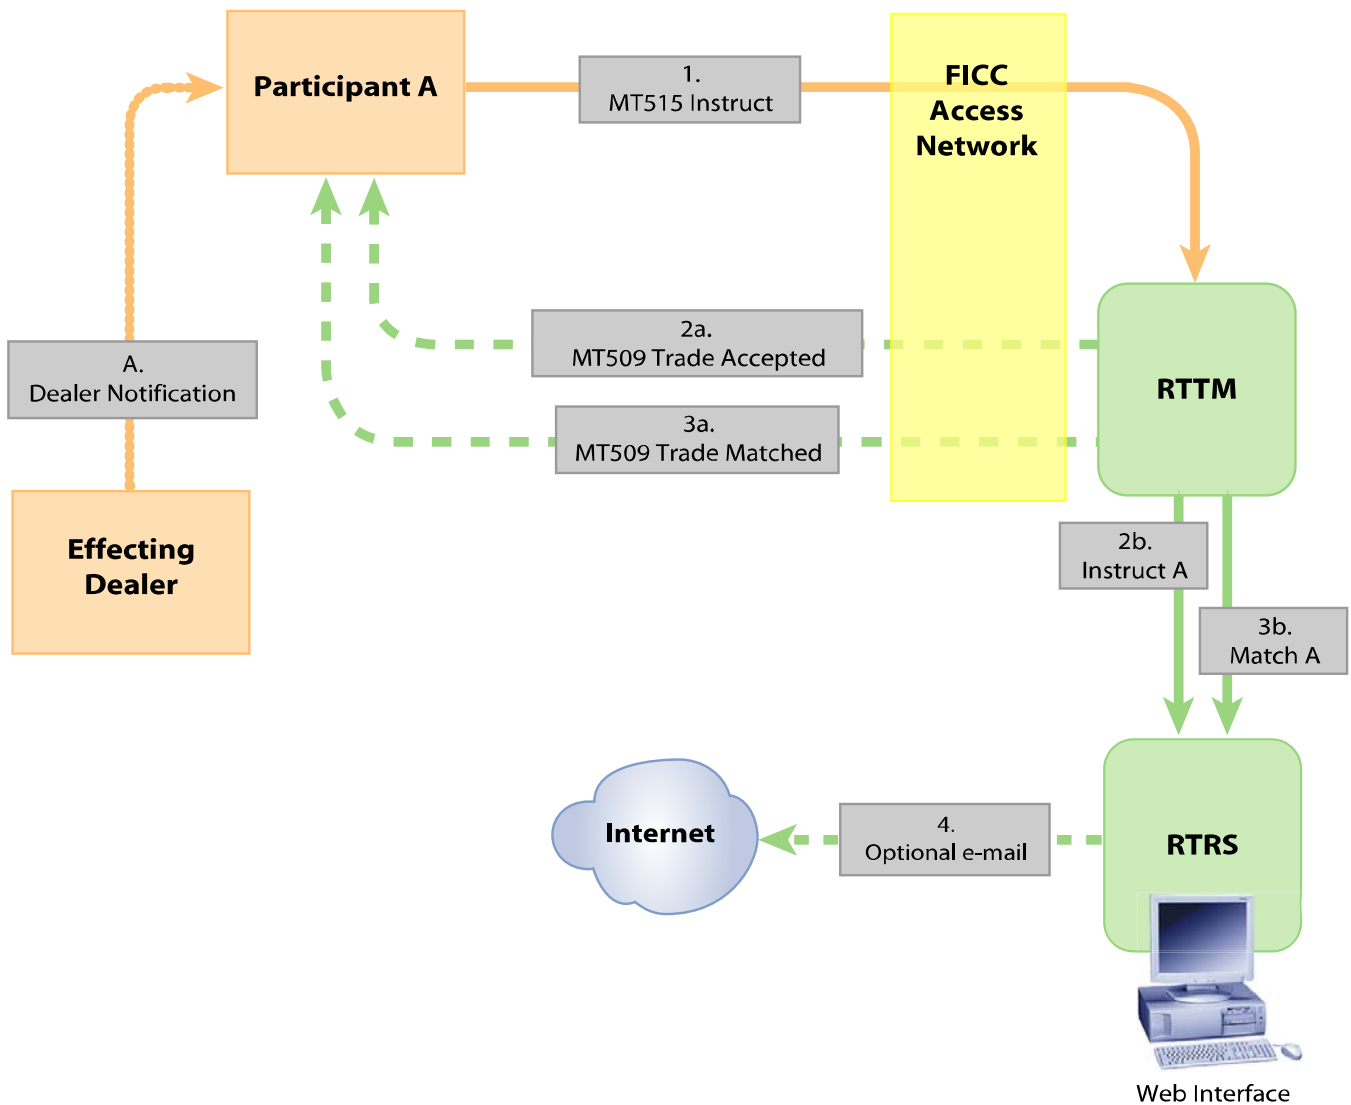 Participant A
1.
MT515 Instruct
FICC
Access
Network
2a.
MT509 Trade Accepted
A.
Dealer Notification
RTTM
3a.
MT509 Trade Matched
Effecting
Dealer
2b.
Instruct A
3b.
Match A
Internet
4.
Optional e-mail
RTRS
Web Interface